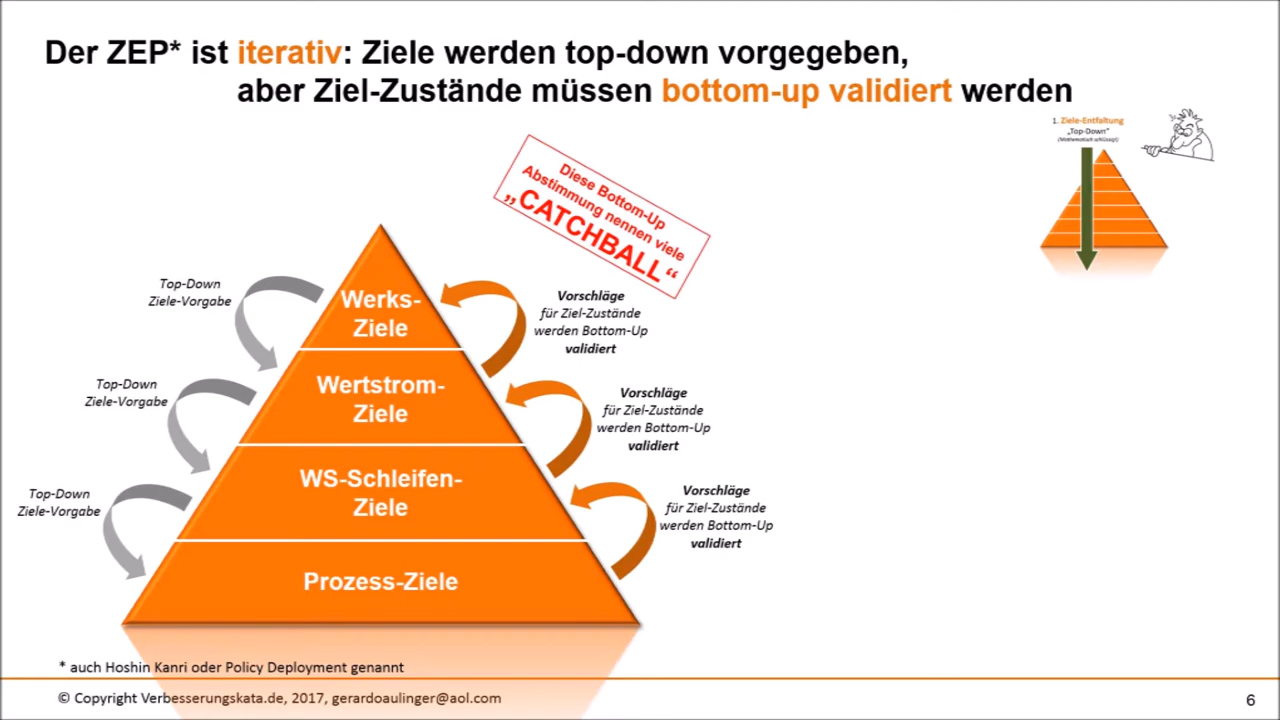 Der ZEP* ist iterativ: Ziele werden top-down vorgegeben,
aber Ziel-Zustände müssen bottom-up validiert werden
1. Ziele-Entfaltung
„Top-Down“
(Mathematisch schlüssig!)
Diese Bottom-Up
Abstimmung nennen viele
„CATCHBALL“
Werks-
Ziele
Wertstrom-
Ziele
WS-Schleifen-
Ziele
Prozess-Ziele
Top-Down
Ziele-Vorgabe
Top-Down
Ziele-Vorgabe
Top-Down
Ziele-Vorgabe
Vorschläge
für Ziel-Zustände
werden Bottom-Up
validiert
Vorschläge
für Ziel-Zustände
werden Bottom-Up
validiert
Vorschläge
für Ziel-Zustände
werden Bottom-Up
validiert
* auch Hoshin Kanri oder Policy Deployment genannt
© Copyright Verbesserungskata.de, 2017, gerardoaulinger@aol.com
6